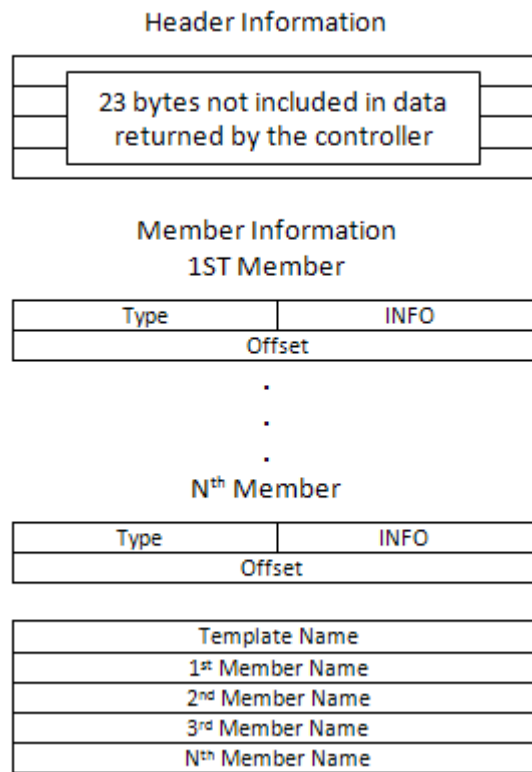 Header Information
23 bytes not included in data
returned by the controller
Member Information
1ST Member
Type INFO
Offset
.
.
.
Nth Member
Type INFO
Offset
Template Name
1st Member Name
2nd Member Name
3rd Member Name
Nth Member Name